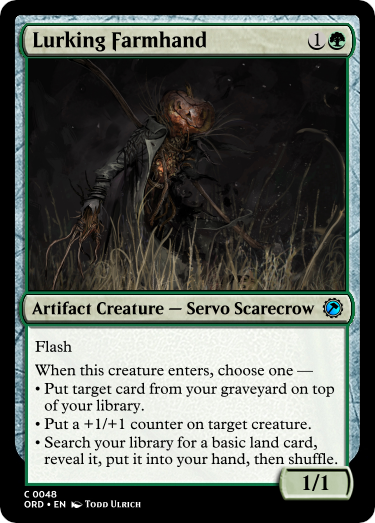 Lurking Farmhand 1
Artifact Creature — Servo Scarecrow
Flash
When this creature enters, choose one —
• Put target card from your graveyard on top
of your library.
• Put a +1/+1 counter on target creature.
• Search your library for a basic land card,
reveal it, put it into your hand, then shuffle.
1/1
C 0048
ORD • EN Todd Ulrich